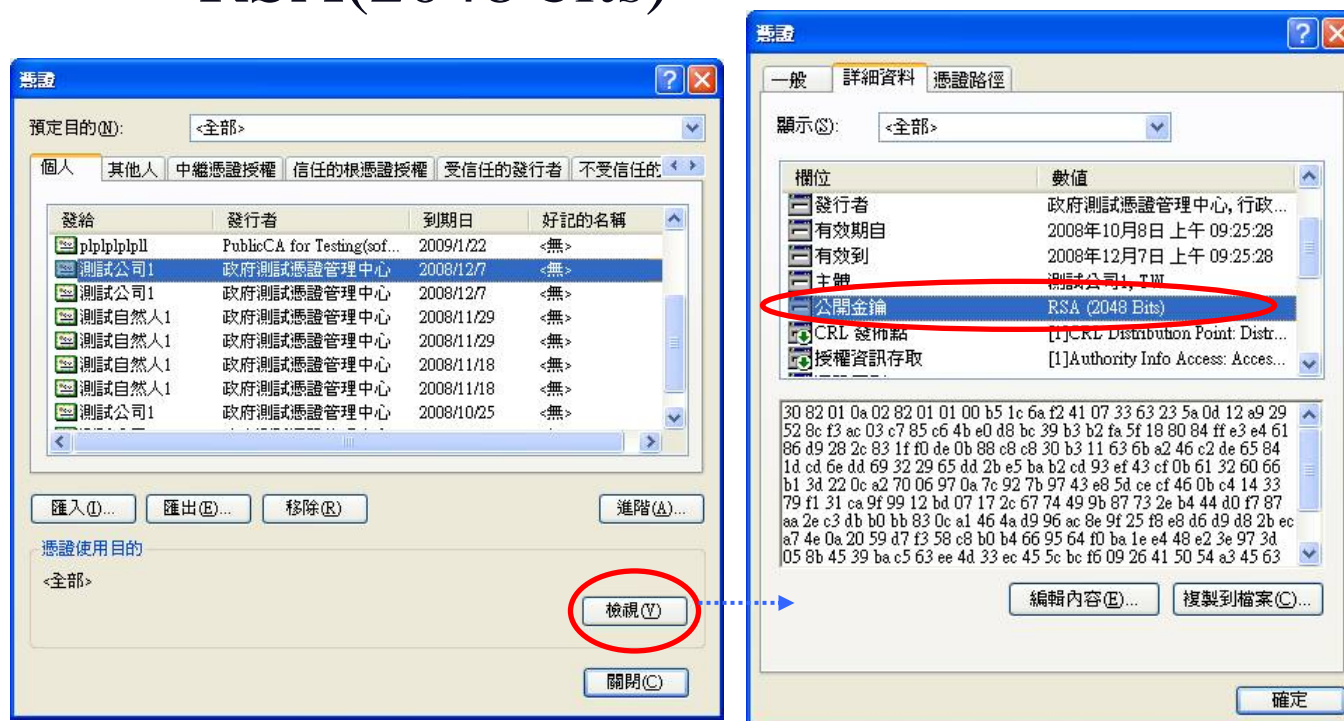 RSA(2048 bits)
憑證
預定目的(N): <全部>
個人 其他人 中繼憑證授權 信任的根憑證授權 受信任的發行者 不受信任的
發給 發行者 到期日 好記的名稱
plplplplpll PublicCA for Testing(sof... 2009/1/22 <無>
測試公司1 政府測試憑證管理中心 2008/12/7 <無>
測試公司1 政府測試憑證管理中心 2008/12/7 <無>
測試自然人1 政府測試憑證管理中心 2008/11/29 <無>
測試自然人1 政府測試憑證管理中心 2008/11/29 <無>
測試自然人1 政府測試憑證管理中心 2008/11/18 <無>
測試自然人1 政府測試憑證管理中心 2008/11/18 <無>
測試公司1 政府測試憑證管理中心 2008/10/25 <無>
匯入(I)... 匯出(E)... 移除(R) 進階(A)...
憑證使用目的
<全部>
檢視(V)
關閉(C)
憑證
一般 詳細資料 憑證路徑
顯示(S): <全部>
欄位 數值
發行者 政府測試憑證管理中心, 行政...
有效期自 2008年10月8日 上午 09:25:28
有效到 2008年12月7日 上午 09:25:28
主體 測試公司1, TW
公開金鑰 RSA (2048 Bits)
CRL 發佈點 [1]CRL Distribution Point: Distr...
授權資訊存取 [1]Authority Info Access: Acces...
30 82 01 0a 02 82 01 01 00 b5 1c 6a f2 41 07 33 63 23 5a 0d 12 a9 29
52 8c f3 ac 03 c7 85 c6 4b e0 d8 bc 39 b3 b2 fa 5f 18 80 84 ff e3 e4 61
86 d9 28 2c 83 1f f0 de 0b 88 c8 c8 30 b3 11 63 6b a2 46 c2 de 65 84
1d cd 6e dd 69 32 29 65 dd 2b e5 ba b2 cd 93 ef 43 cf 0b 61 32 60 66
b1 3d 22 0c a2 70 06 97 0a 7c 92 7b 97 43 e8 5d ce cf 46 0b c4 14 33
79 f1 31 ca 9f 99 12 bd 07 17 2c 67 74 49 9b 87 73 2e b4 44 d0 f7 87
aa 2e c3 db b0 bb 83 0c a1 46 4a d9 96 ac 8e 9f 25 f8 e8 d6 d9 d8 2b ec
a7 4e 0a 20 59 d7 f3 58 c8 b0 b4 66 95 64 f0 ba 1e e4 48 e2 3e 97 3d
05 8b 45 39 ba c5 63 ee 4d 33 ec 45 5c bc f6 09 26 41 50 54 a3 45 63
編輯內容(E)... 複製到檔案(C)...
確定